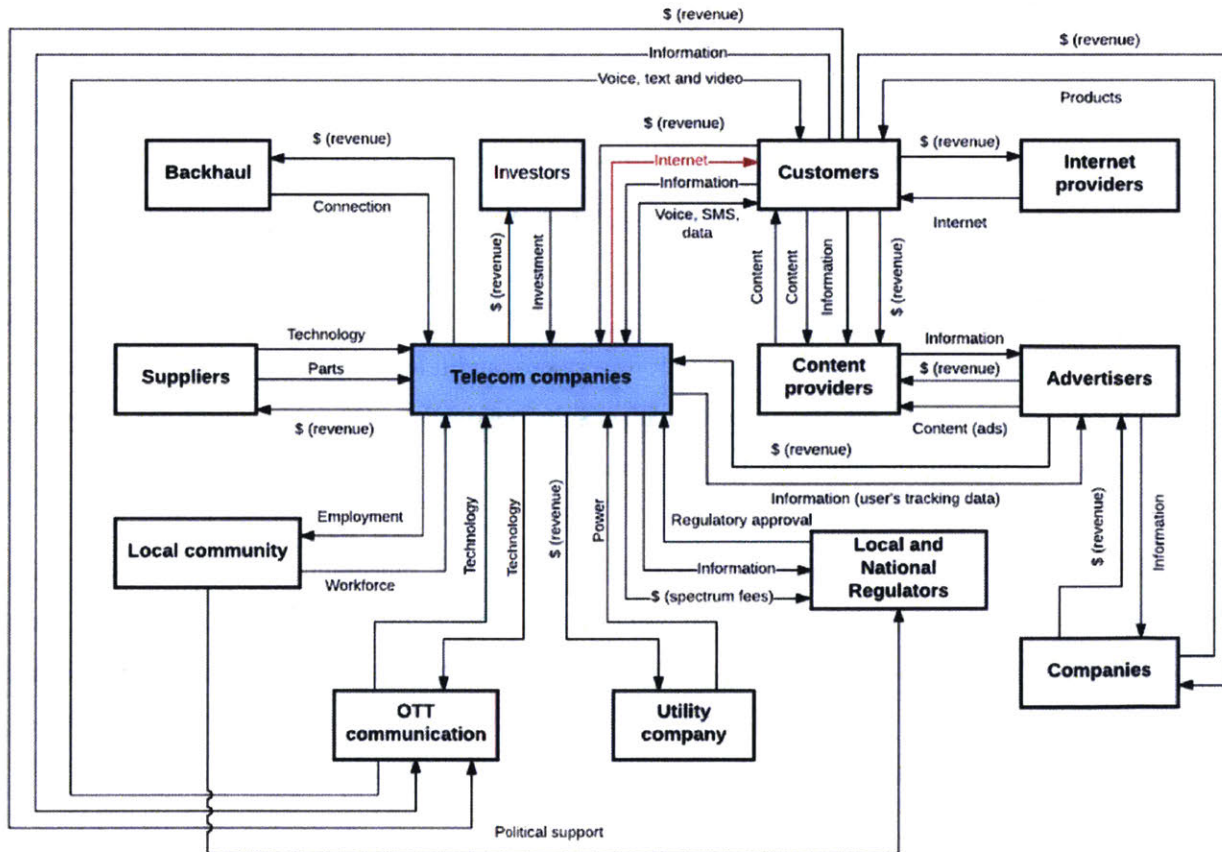 $ (revenue)
Information
$ (revenue)
Voice, text and video
Products
$ (revenue)
$ (revenue)
$ (revenue)
Backhaul
Investors
Internet
Customers
Internet
providers
Information
Connection
Voice, SMS,
data
Internet
$ (revenue)
Investment
Content
Content
Information
$ (revenue)
Technology
Information
Suppliers
Parts
Telecom companies
Content
providers
$ (revenue)
Advertisers
$ (revenue)
Content (ads)
$ (revenue)
Information (user's tracking data)
Employment
Technology
Technology
$ (revenue)
Power
Regulatory approval
$ (revenue)
Information
Local community
Local and
National
Regulators
Workforce
Information
$ (spectrum fees)
Companies
OTT
communication
Utility
company
Political support